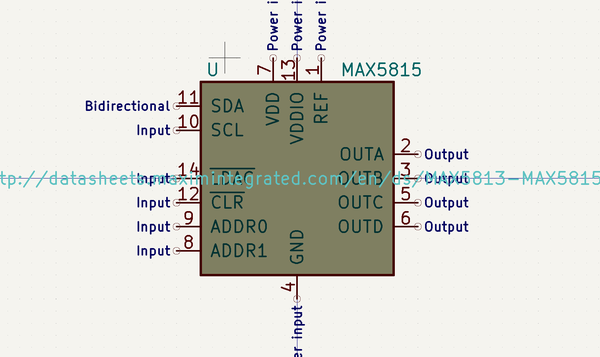 Power i
Power i
Power i
U
7
13
1
MAX5815
VDD
VDDIO
REF
Bidirectional 11 SDA
Input 10 SCL
OUTA 2 Output
Input 14 LDAC OUTB 3 Output
tp://datasheets.maximintegrated.com/en/ds/MAX5813-MAX5815
Input 12 CLR OUTC 5 Output
Input 9 ADDR0 OUTD 6 Output
Input 8 ADDR1
GND
4
er input